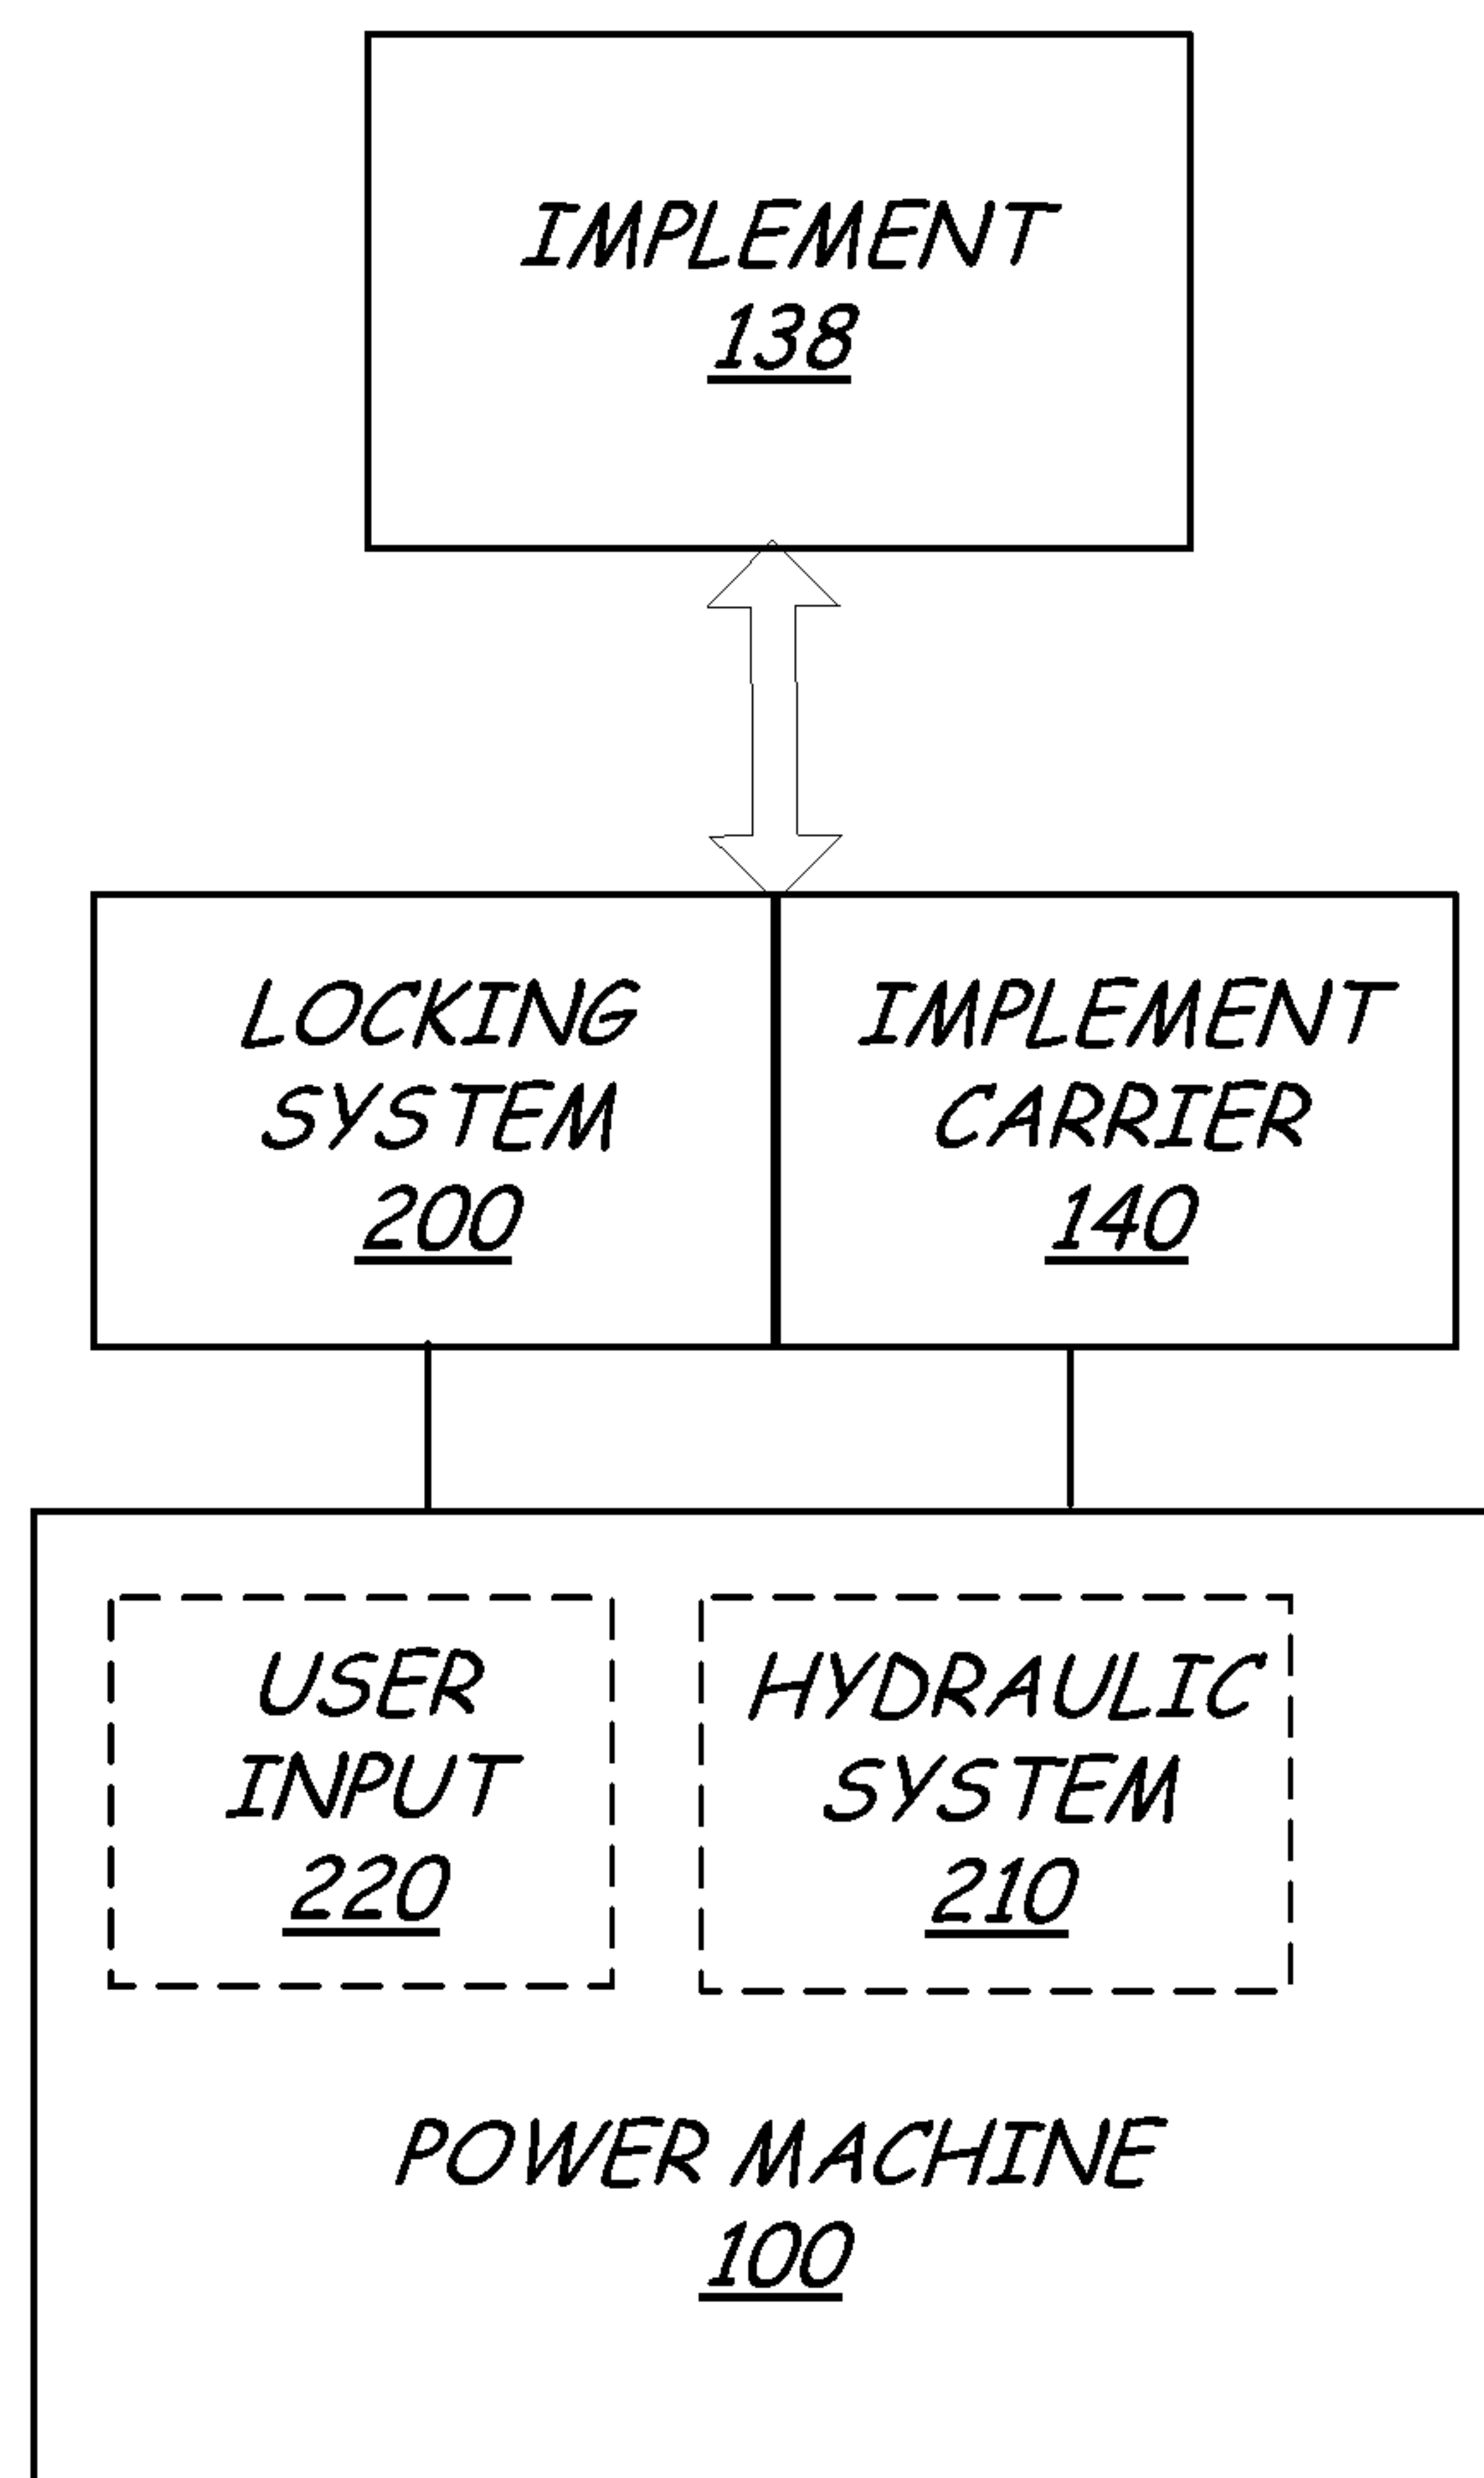 IMPLEMENT
138
LOCKING
SYSTEM
200
IMPLEMENT
CARRIER
140
USER
INPUT
220
HYDRAULIC
SYSTEM
210
POWER MACHINE
100